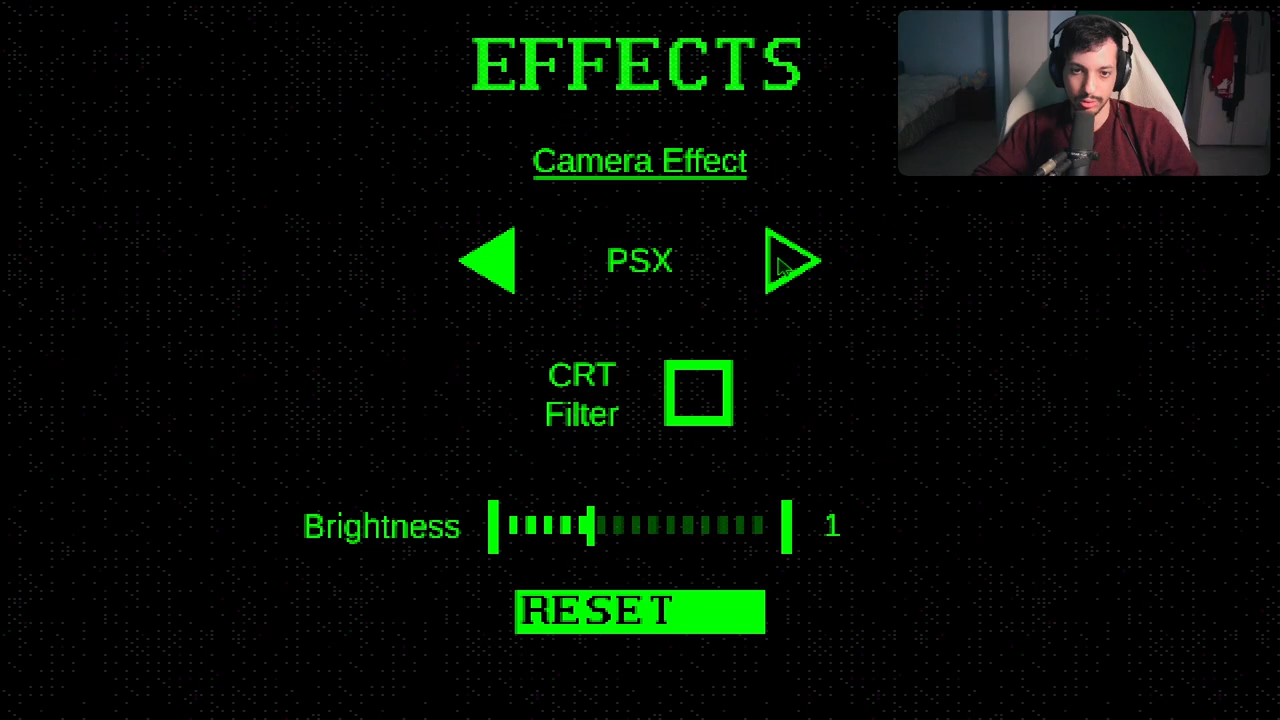 EFFECTS
Camera Effect
PSX
CRT
Filter
Brightness 1
RESET